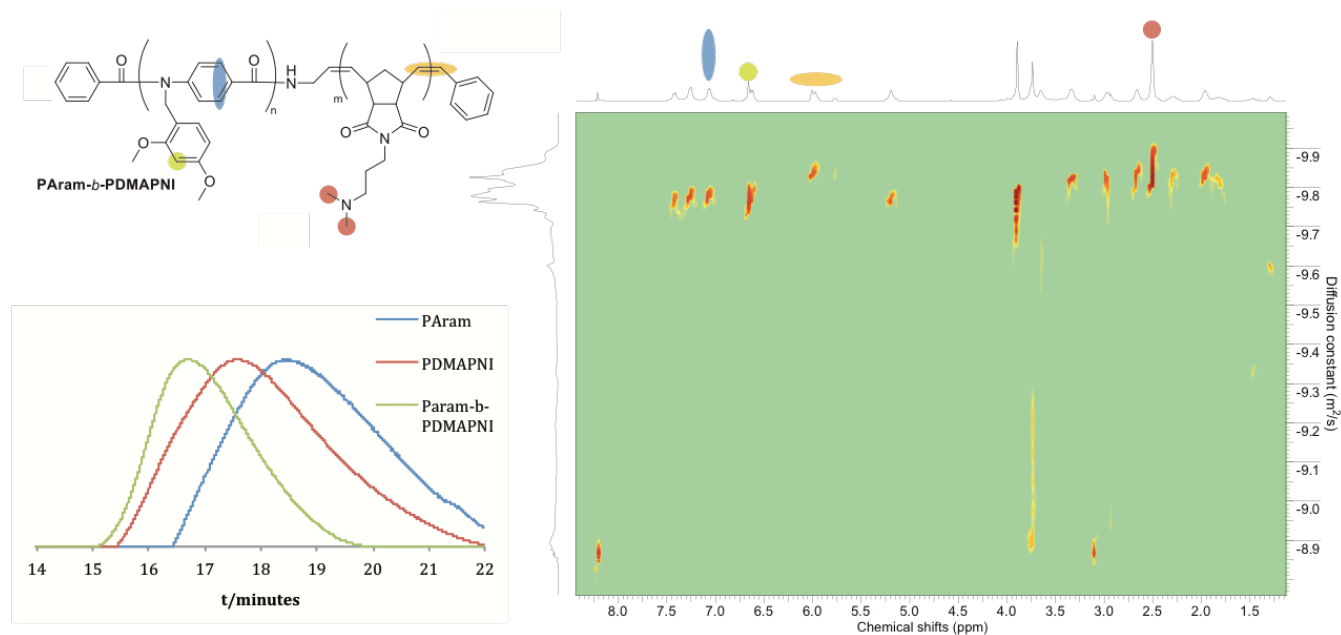 O O
H
N N
m
n
O O
N
O
PAram-b-PDMAPNI
O
N
PAram
PDMAPNI
Param-b-
PDMAPNI
14 15 16 17 18 19 20 21 22
t/minutes
-9.9
-9.8
-9.7
-9.6
-9.5
-9.4
-9.3
-9.2
-9.1
-9.0
-8.9
Diffusion constant (m²/s)
8.0 7.5 7.0 6.5 6.0 5.5 5.0 4.5 4.0 3.5 3.0 2.5 2.0 1.5
Chemical shifts (ppm)